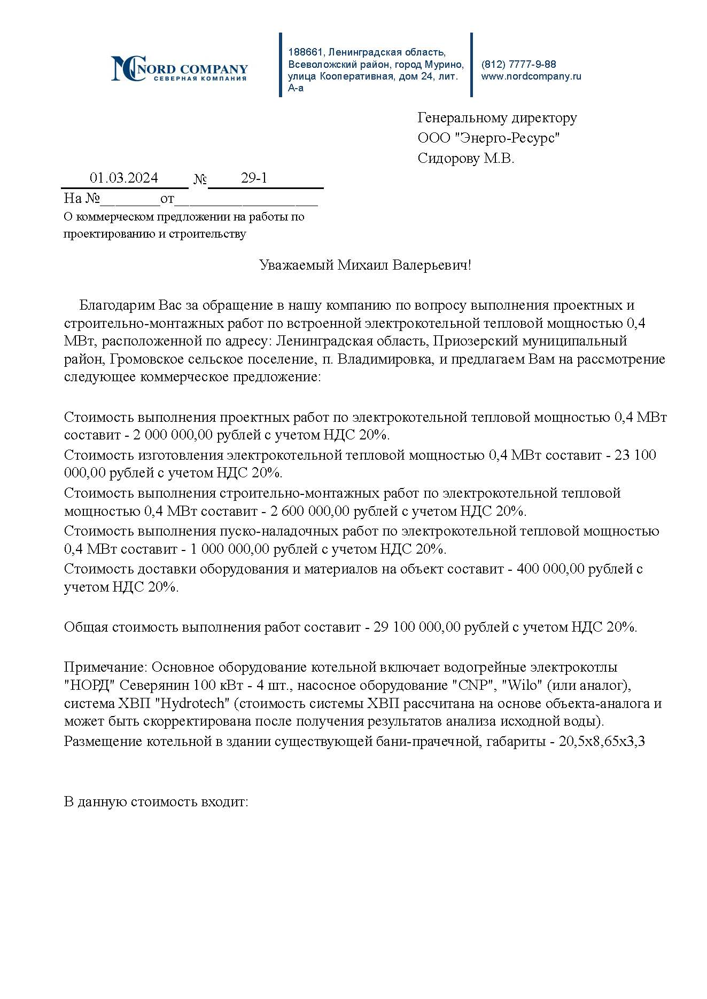 NC NORD COMPANY
СЕВЕРНАЯ КОМПАНИЯ
188661, Ленинградская область,
Всеволожский район, город Мурино,
улица Кооперативная, дом 24, лит.
А-а
(812) 7777-9-88
www.nordcompany.ru
Генеральному директору
ООО "Энерго-Ресурс"
Сидорову М.В.
01.03.2024 № 29-1
На №________от___________________
О коммерческом предложении на работы по
проектированию и строительству
Уважаемый Михаил Валерьевич!
Благодарим Вас за обращение в нашу компанию по вопросу выполнения проектных и
строительно-монтажных работ по встроенной электрокотельной тепловой мощностью 0,4
МВт, расположенной по адресу: Ленинградская область, Приозерский муниципальный
район, Громовское сельское поселение, п. Владимировка, и предлагаем Вам на рассмотрение
следующее коммерческое предложение:
Стоимость выполнения проектных работ по электрокотельной тепловой мощностью 0,4 МВт
составит - 2 000 000,00 рублей с учетом НДС 20%.
Стоимость изготовления электрокотельной тепловой мощностью 0,4 МВт составит - 23 100
000,00 рублей с учетом НДС 20%.
Стоимость выполнения строительно-монтажных работ по электрокотельной тепловой
мощностью 0,4 МВт составит - 2 600 000,00 рублей с учетом НДС 20%.
Стоимость выполнения пуско-наладочных работ по электрокотельной тепловой мощностью
0,4 МВт составит - 1 000 000,00 рублей с учетом НДС 20%.
Стоимость доставки оборудования и материалов на объект составит - 400 000,00 рублей с
учетом НДС 20%.
Общая стоимость выполнения работ составит - 29 100 000,00 рублей с учетом НДС 20%.
Примечание: Основное оборудование котельной включает водогрейные электрокотлы
"НОРД" Северянин 100 кВт - 4 шт., насосное оборудование "CNP", "Wilo" (или аналог),
система ХВП "Hydrotech" (стоимость системы ХВП рассчитана на основе объекта-аналога и
может быть скорректирована после получения результатов анализа исходной воды).
Размещение котельной в здании существующей бани-прачечной, габариты - 20,5х8,65х3,3
В данную стоимость входит: